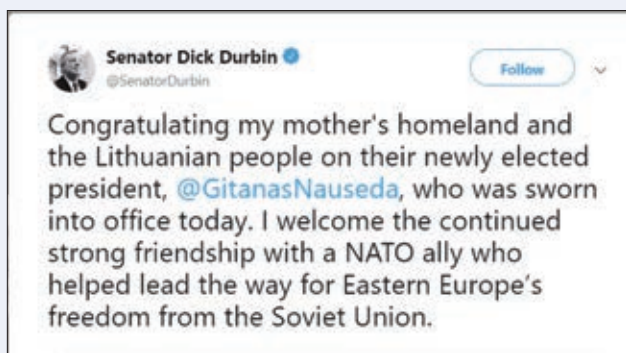 Senator Dick Durbin
@SenatorDurbin
Follow
Congratulating my mother's homeland and
the Lithuanian people on their newly elected
president, @GitanasNauseda, who was sworn
into office today. I welcome the continued
strong friendship with a NATO ally who
helped lead the way for Eastern Europe's
freedom from the Soviet Union.